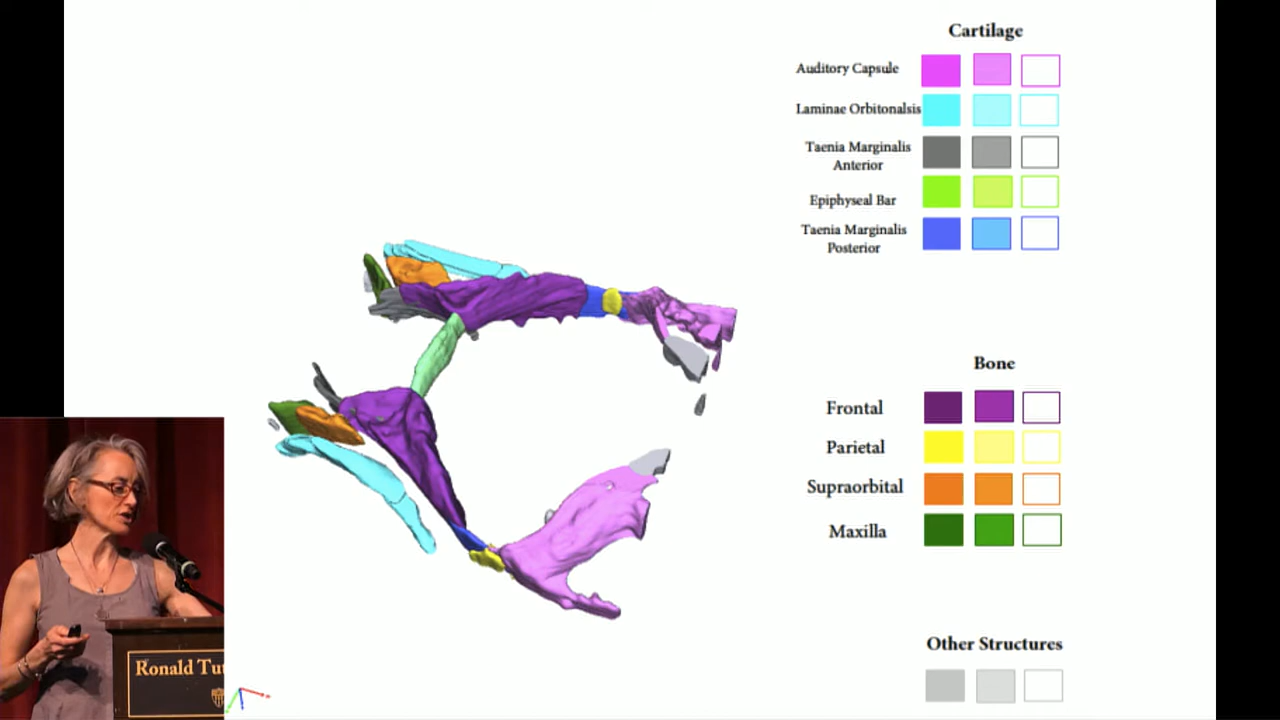 Cartilage
Auditory Capsule
Laminae Orbitonalsis
Taenia Marginalis
Anterior
Epiphyseal Bar
Taenia Marginalis
Posterior
Bone
Frontal
Parietal
Supraorbital
Maxilla
Other Structures
Ronald